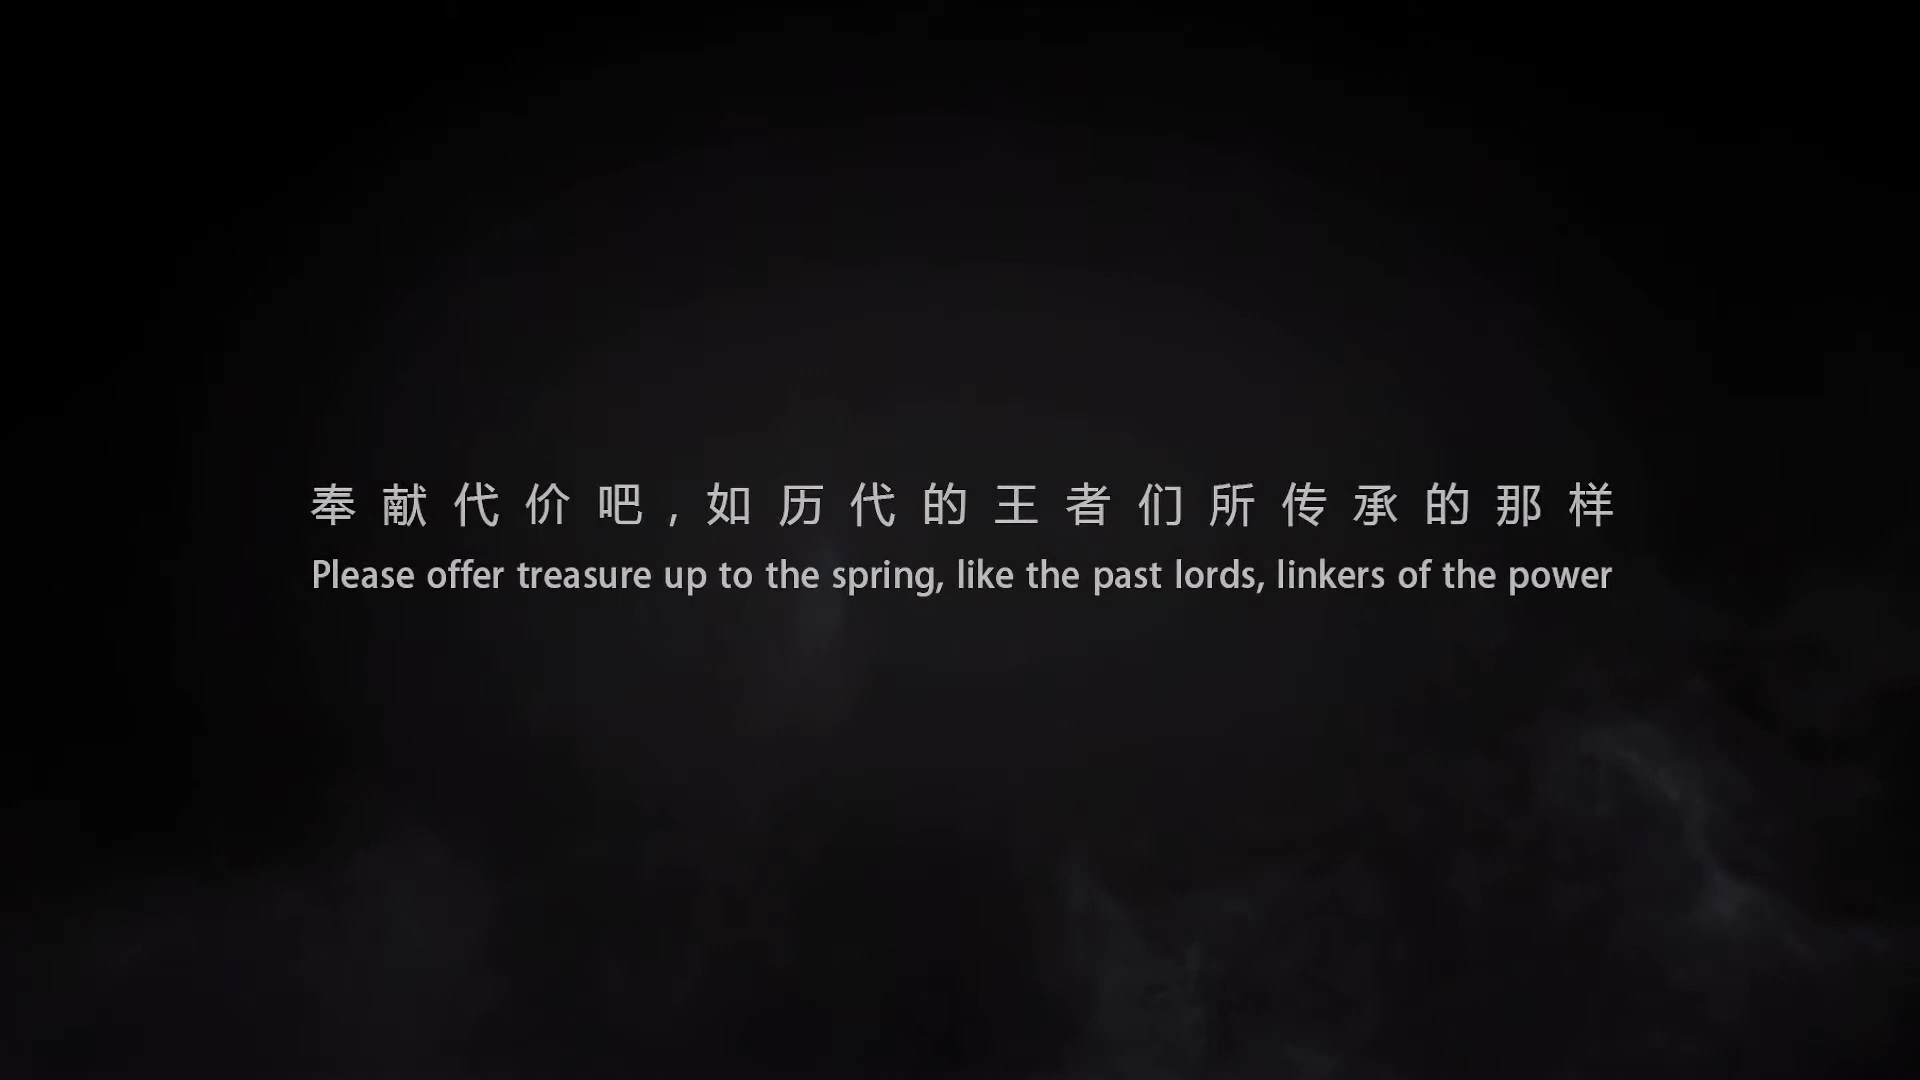 奉献代价吧,如历代的王者们所传承的那样
Please offer treasure up to the spring, like the past lords, linkers of the power